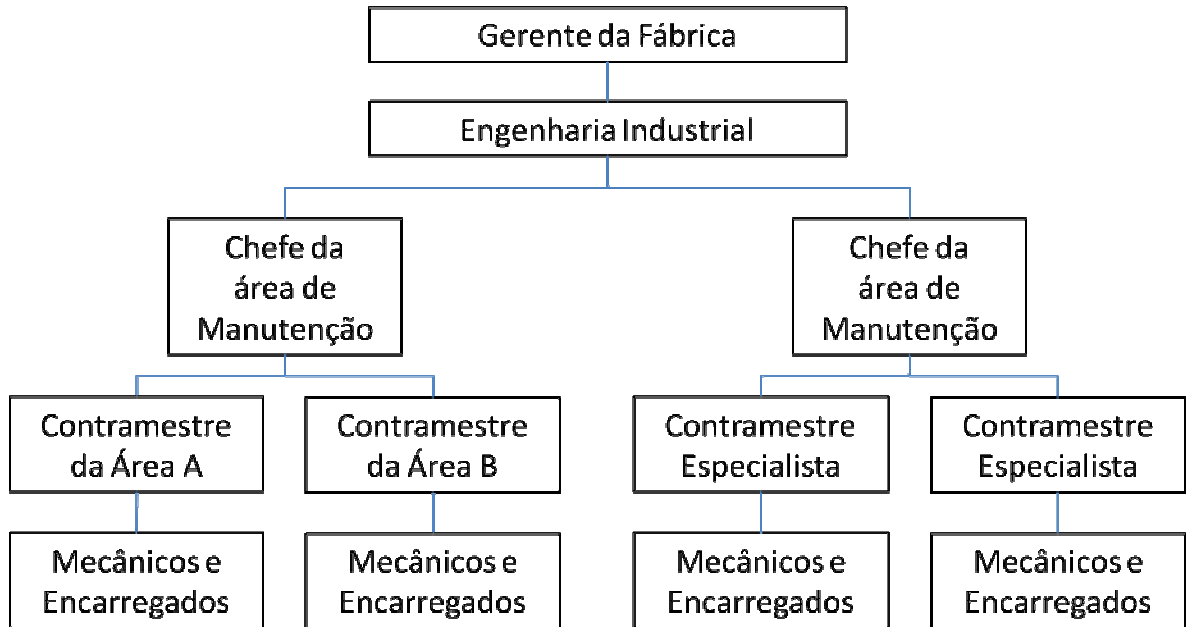 Gerente da Fábrica
Engenharia Industrial
Chefe da
área de
Manutenção
Chefe da
área de
Manutenção
Contramestre
da Área A
Contramestre
da Área B
Contramestre
Especialista
Contramestre
Especialista
Mecânicos e
Encarregados
Mecânicos e
Encarregados
Mecânicos e
Encarregados
Mecânicos e
Encarregados